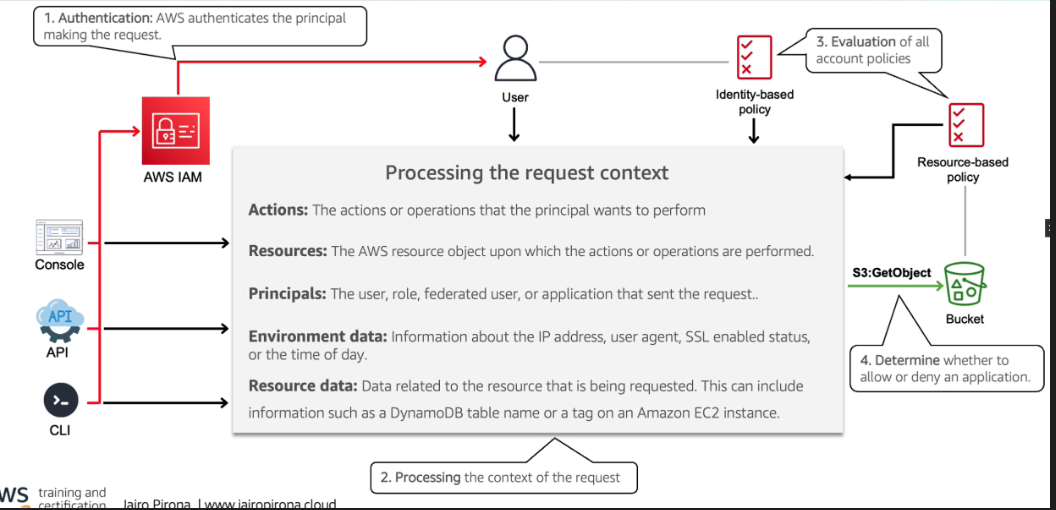 1. Authentication: AWS authenticates the principal
making the request.
3. Evaluation of all
account policies
User
Identity-based
policy
AWS IAM
Resource-based
policy
Processing the request context
Actions: The actions or operations that the principal wants to perform
Resources: The AWS resource object upon which the actions or operations are performed.
Principals: The user, role, federated user, or application that sent the request..
Environment data: Information about the IP address, user agent, SSL enabled status,
or the time of day.
Resource data: Data related to the resource that is being requested. This can include
information such as a DynamoDB table name or a tag on an Amazon EC2 instance.
Console
API
API
CLI
S3:GetObject
Bucket
4. Determine whether to
allow or deny an application.
2. Processing the context of the request
WS training and
certification
Jairo Pirona | www.jairopirona.cloud